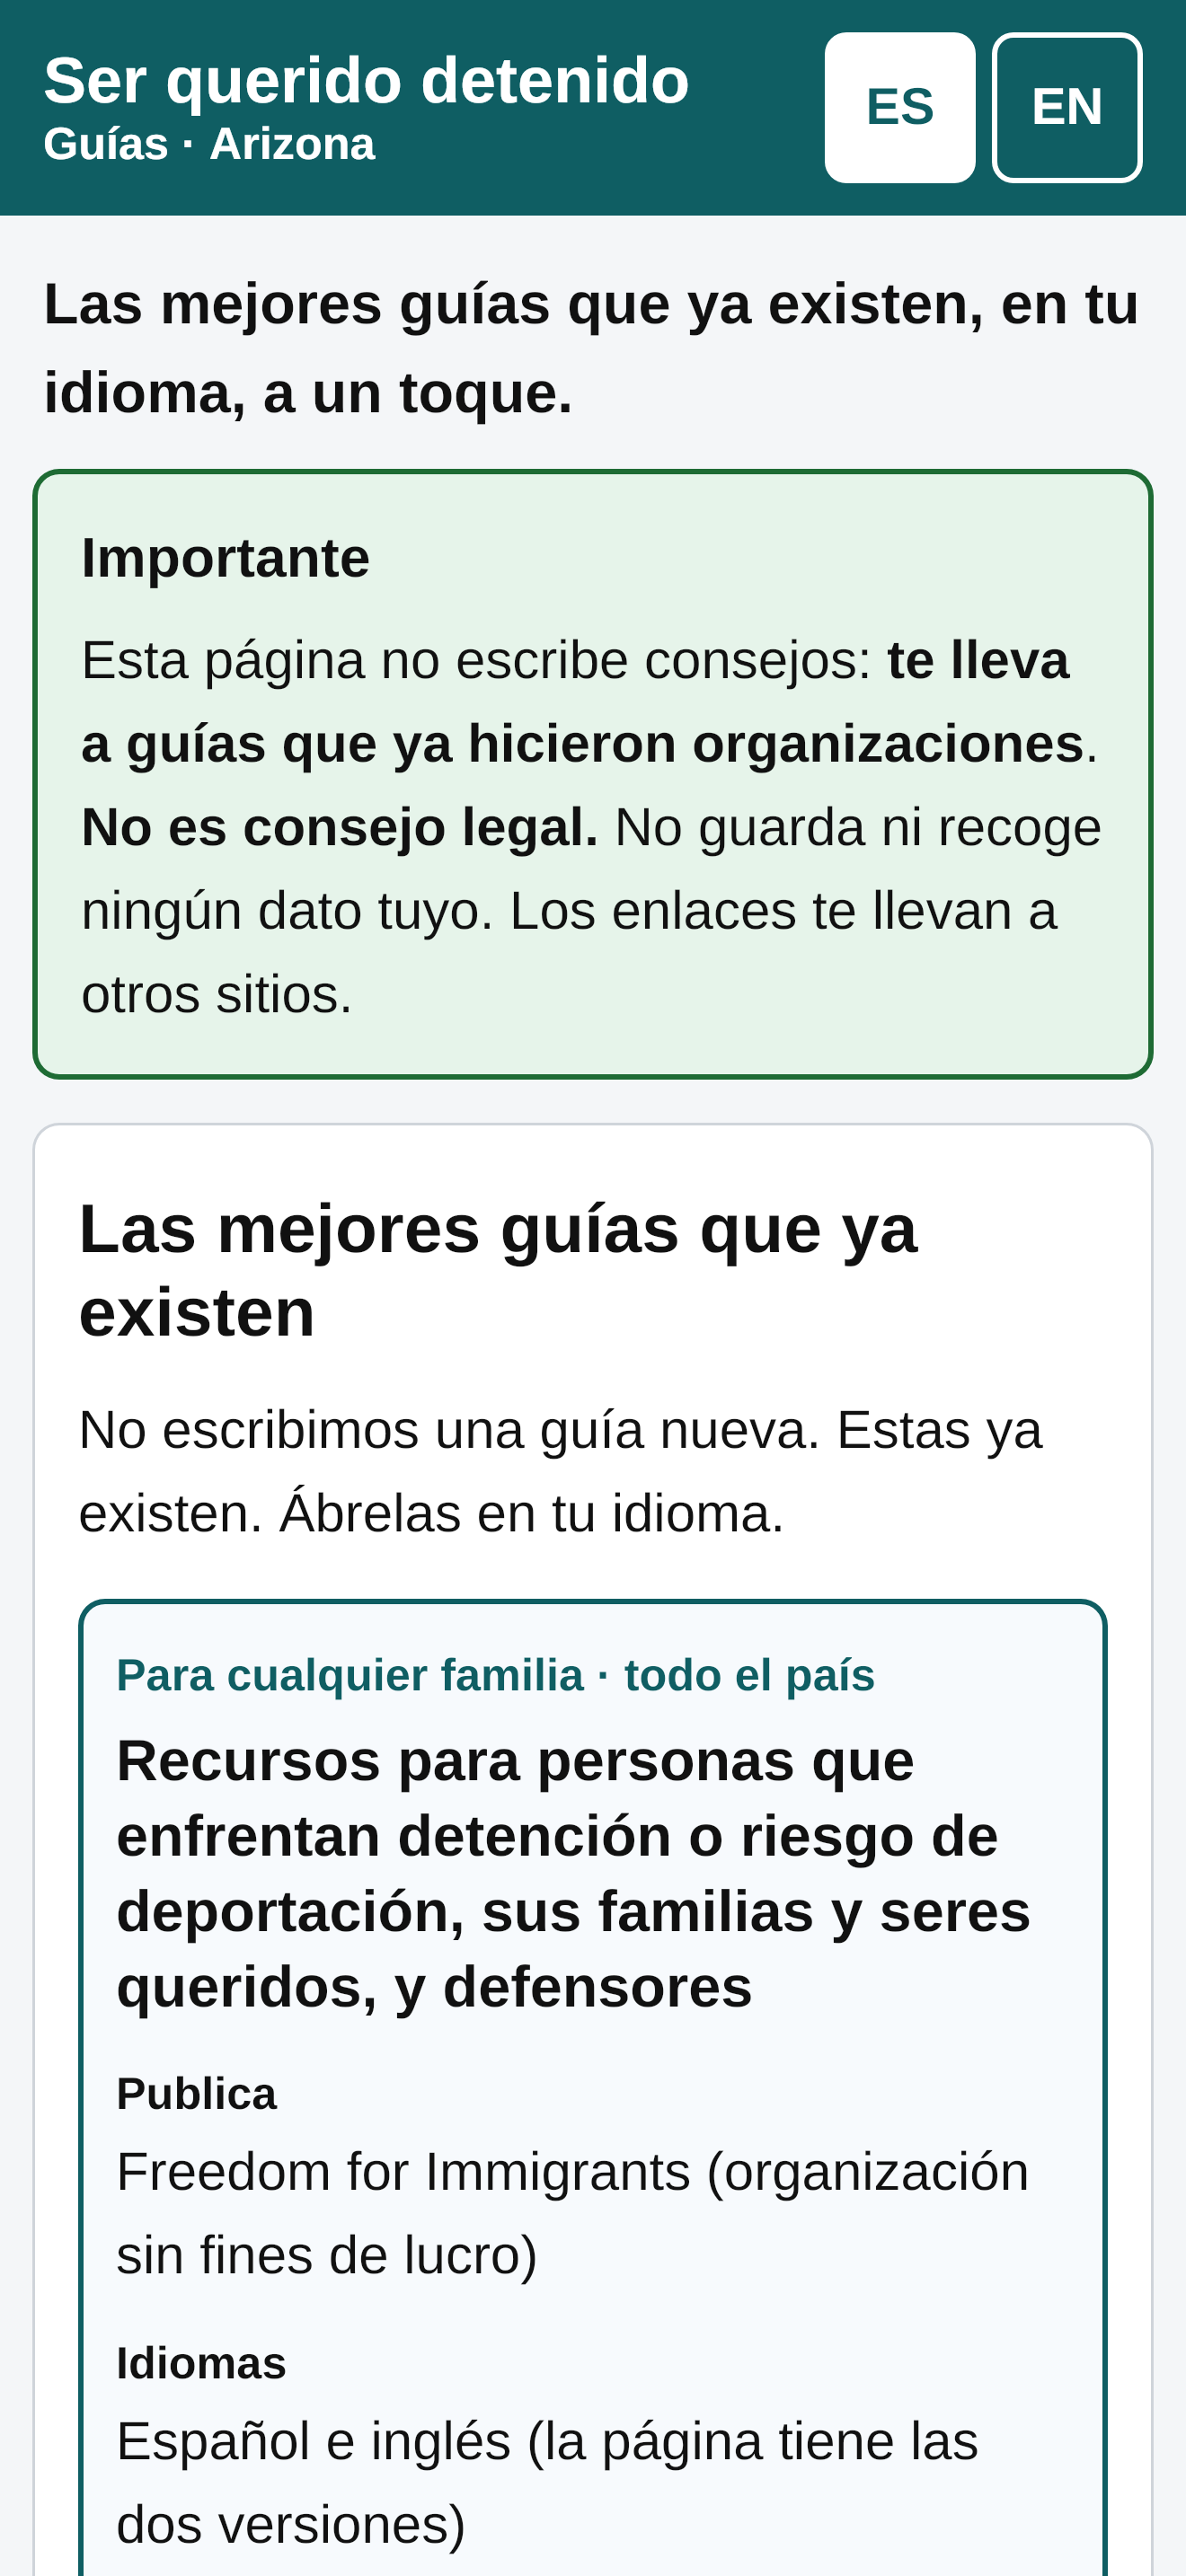 Ser querido detenido
Guías · Arizona
ES
EN
Las mejores guías que ya existen, en tu
idioma, a un toque.
Importante
Esta página no escribe consejos: te lleva
a guías que ya hicieron organizaciones.
No es consejo legal. No guarda ni recoge
ningún dato tuyo. Los enlaces te llevan a
otros sitios.
Las mejores guías que ya
existen
No escribimos una guía nueva. Estas ya
existen. Ábrelas en tu idioma.
Para cualquier familia · todo el país
Recursos para personas que
enfrentan detención o riesgo de
deportación, sus familias y seres
queridos, y defensores
Publica
Freedom for Immigrants (organización
sin fines de lucro)
Idiomas
Español e inglés (la página tiene las
dos versiones)